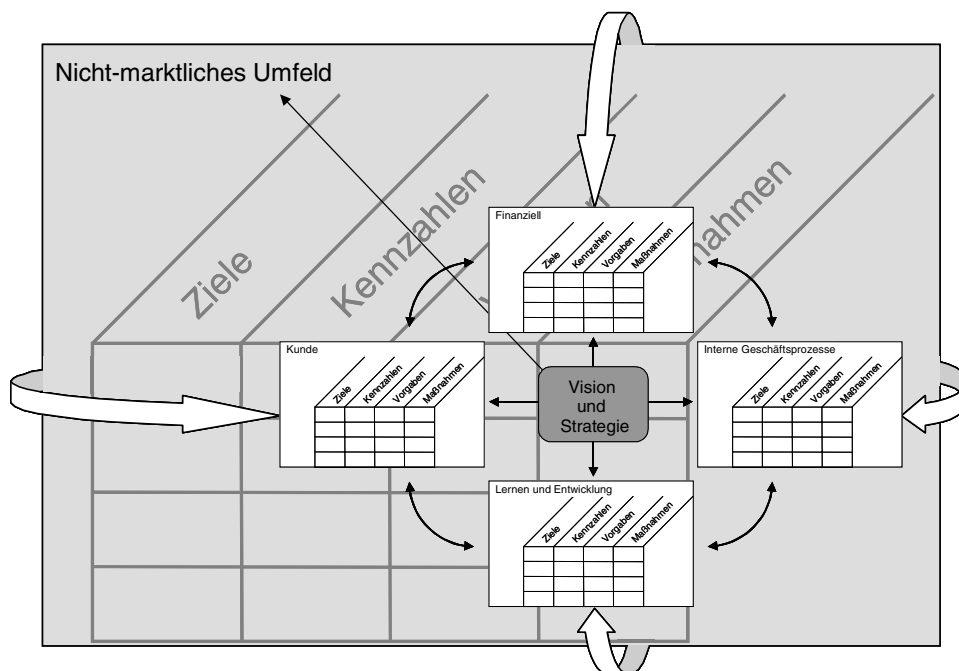 Nicht-marktliches Umfeld
Ziele
Kennzahlen
nahmen
Finanziell
Ziele
Kennzahlen
Vorgaben
Maßnahmen
Kunde
Ziele
Kennzahlen
Vorgaben
Maßnahmen
Vision
und
Strategie
Interne Geschäftsprozesse
Ziele
Kennzahlen
Vorgaben
Maßnahmen
Lernen und Entwicklung
Ziele
Kennzahlen
Vorgaben
Maßnahmen